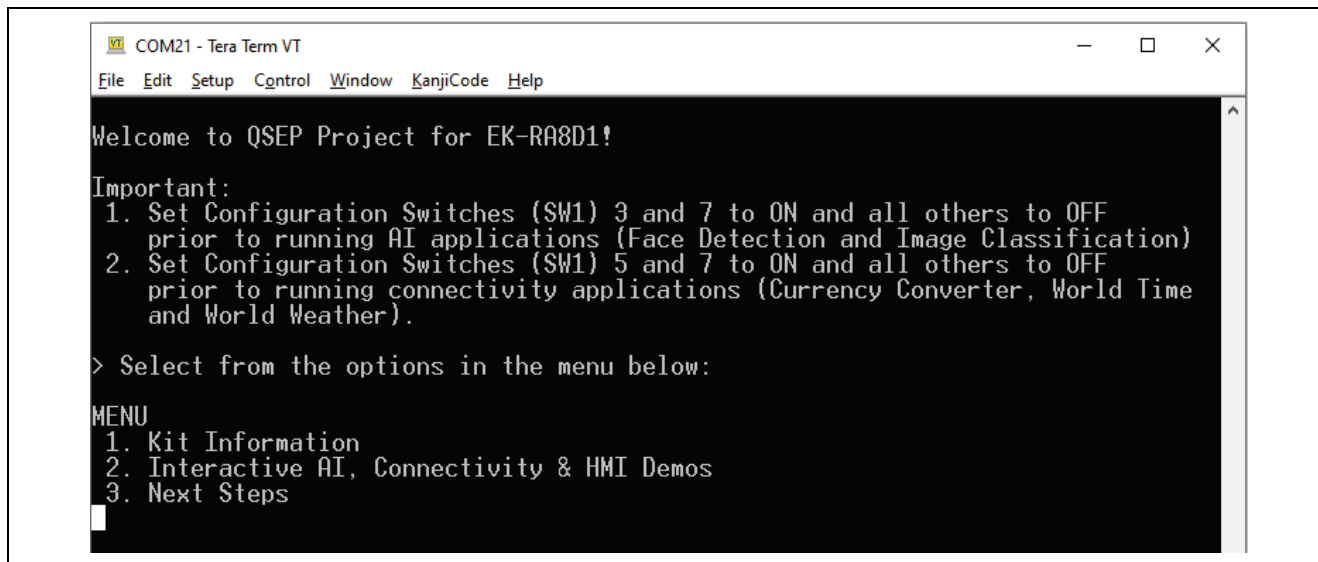 COM21 - Tera Term VT
File Edit Setup Control Window KanjiCode Help
Welcome to QSEP Project for EK-RA8D1!
Important:
1. Set Configuration Switches (SW1) 3 and 7 to ON and all others to OFF
prior to running AI applications (Face Detection and Image Classification)
2. Set Configuration Switches (SW1) 5 and 7 to ON and all others to OFF
prior to running connectivity applications (Currency Converter, World Time
and World Weather).
> Select from the options in the menu below:
MENU
1. Kit Information
2. Interactive AI, Connectivity & HMI Demos
3. Next Steps